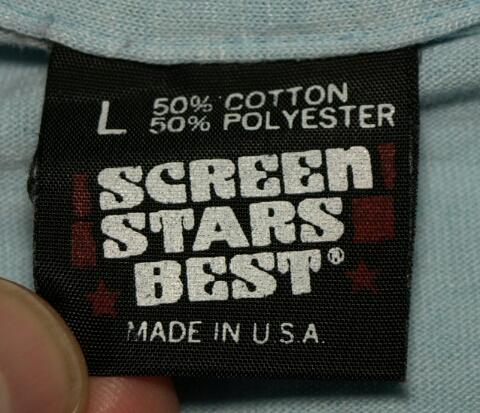 L 50% COTTON
50% POLYESTER
SCREEN
STARS
BEST®
MADE IN U.S.A.